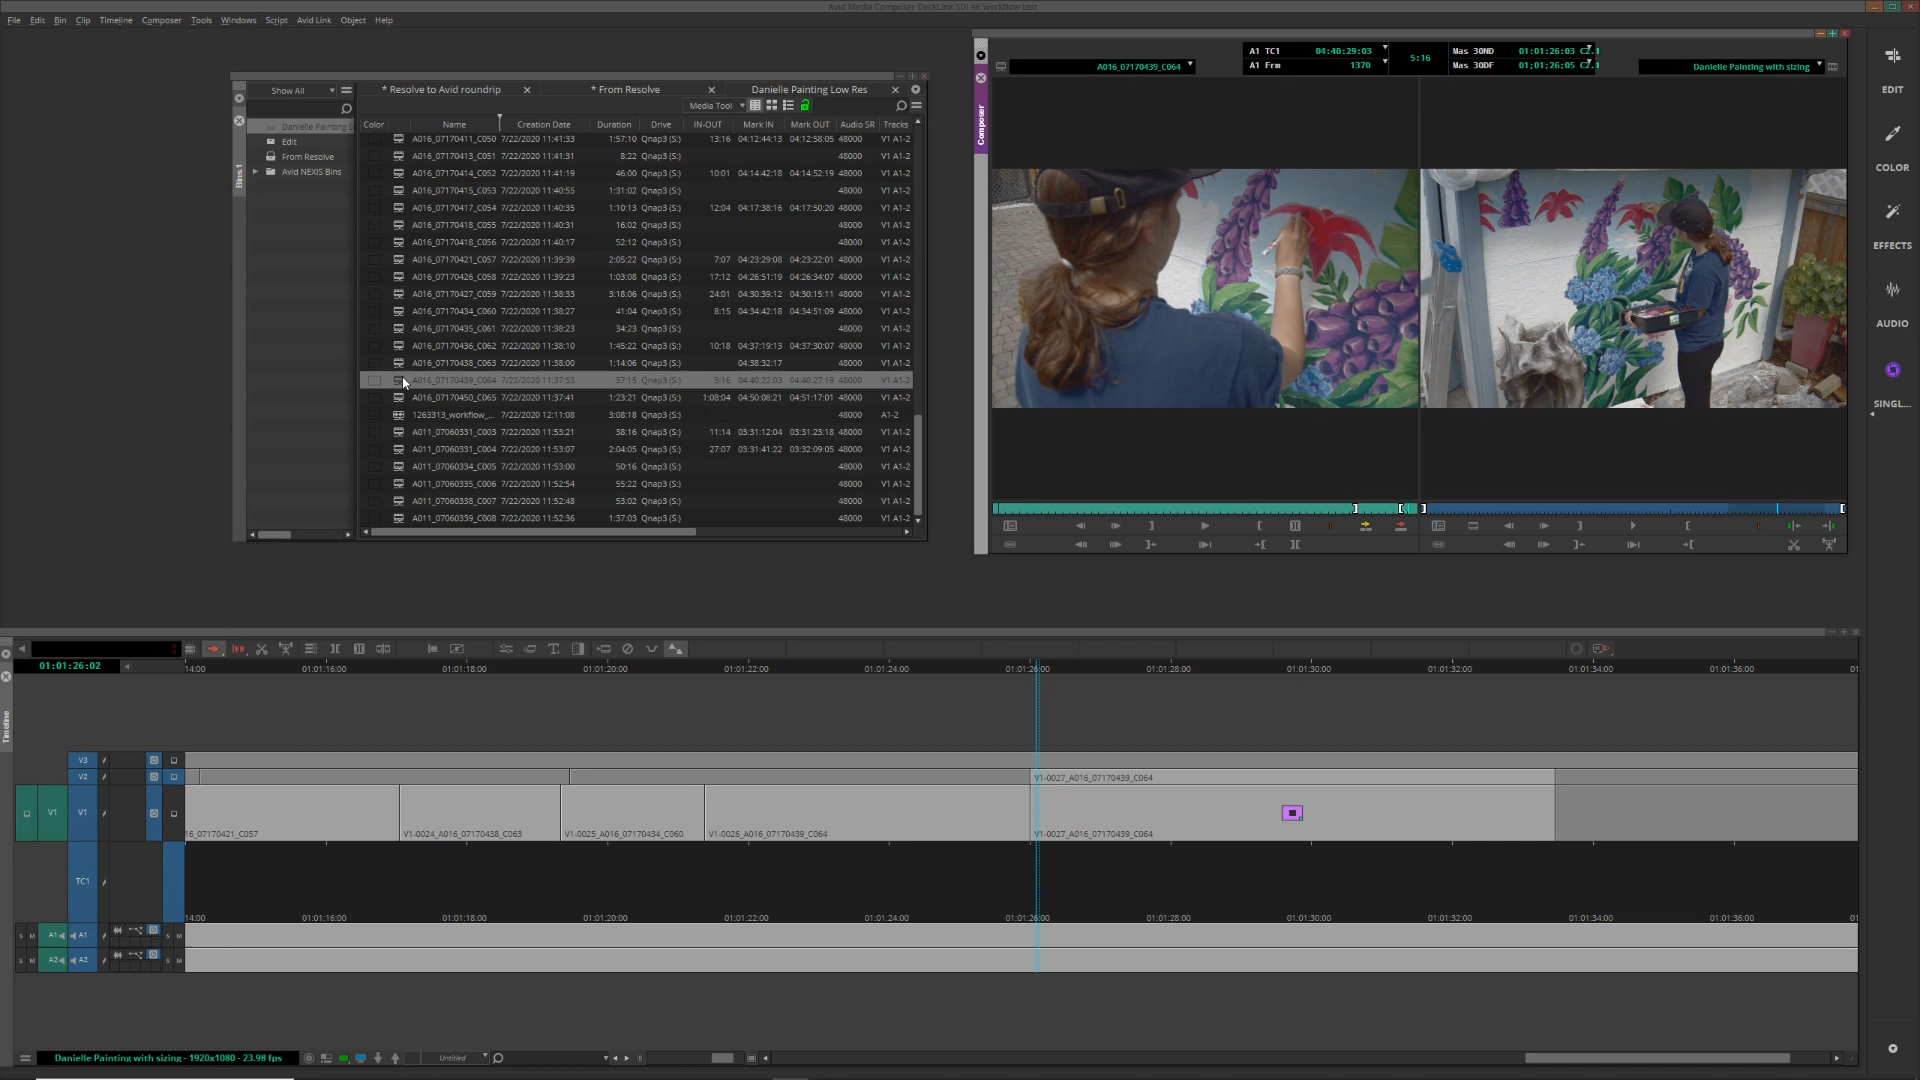 Avid Media Composer DeckLink SDI 4K workflow test
File Edit Bin Clip Timeline Composer Tools Windows Script Avid Link Object Help
Show All
* Resolve to Avid roundrip
* From Resolve
Danielle Painting Low Res
Media Tool
Bins 1
Danielle Painting L
Edit
From Resolve
Avid NEXIS Bins
Color Name Creation Date Duration Drive IN-OUT Mark IN Mark OUT Audio SR Tracks
A016_07170411_C050 7/22/2020 11:41:33 1:57:10 Qnap3 (S:) 13:16 04:12:44:13 04:12:58:05 48000 V1 A1-2
A016_07170413_C051 7/22/2020 11:41:31 8:22 Qnap3 (S:) 48000 V1 A1-2
A016_07170414_C052 7/22/2020 11:41:19 46:00 Qnap3 (S:) 10:01 04:14:42:18 04:14:52:19 48000 V1 A1-2
A016_07170415_C053 7/22/2020 11:40:55 1:31:02 Qnap3 (S:) 48000 V1 A1-2
A016_07170417_C054 7/22/2020 11:40:35 1:10:13 Qnap3 (S:) 12:04 04:17:38:16 04:17:50:20 48000 V1 A1-2
A016_07170418_C055 7/22/2020 11:40:31 16:02 Qnap3 (S:) 48000 V1 A1-2
A016_07170418_C056 7/22/2020 11:40:17 52:12 Qnap3 (S:) 48000 V1 A1-2
A016_07170421_C057 7/22/2020 11:39:39 2:05:22 Qnap3 (S:) 7:07 04:23:29:08 04:23:22:01 48000 V1 A1-2
A016_07170426_C058 7/22/2020 11:39:23 1:03:08 Qnap3 (S:) 17:12 04:26:51:19 04:26:34:07 48000 V1 A1-2
A016_07170427_C059 7/22/2020 11:38:33 3:18:06 Qnap3 (S:) 24:01 04:30:39:12 04:30:15:11 48000 V1 A1-2
A016_07170434_C060 7/22/2020 11:38:27 41:04 Qnap3 (S:) 8:15 04:34:42:18 04:34:51:09 48000 V1 A1-2
A016_07170435_C061 7/22/2020 11:38:23 34:23 Qnap3 (S:) 48000 V1 A1-2
A016_07170436_C062 7/22/2020 11:38:10 1:45:22 Qnap3 (S:) 10:18 04:37:19:13 04:37:30:07 48000 V1 A1-2
A016_07170438_C063 7/22/2020 11:38:00 1:14:06 Qnap3 (S:) 04:38:32:17 48000 V1 A1-2
A016_07170439_C064 7/22/2020 11:37:53 57:15 Qnap3 (S:) 5:16 04:40:22:03 04:40:27:19 48000 V1 A1-2
A016_07170450_C065 7/22/2020 11:37:41 1:23:21 Qnap3 (S:) 1:08:04 04:50:08:21 04:51:17:01 48000 V1 A1-2
1263313_workflow_... 7/22/2020 12:11:08 3:08:18 Qnap3 (S:) 48000 A1-2
A011_07060331_C003 7/22/2020 11:53:21 38:16 Qnap3 (S:) 11:14 03:31:12:04 03:31:23:18 48000 V1 A1-2
A011_07060331_C004 7/22/2020 11:53:07 2:04:05 Qnap3 (S:) 27:07 03:31:41:22 03:32:09:05 48000 V1 A1-2
A011_07060334_C005 7/22/2020 11:53:00 50:16 Qnap3 (S:) 48000 V1 A1-2
A011_07060335_C006 7/22/2020 11:52:54 55:22 Qnap3 (S:) 48000 V1 A1-2
A011_07060338_C007 7/22/2020 11:52:48 53:02 Qnap3 (S:) 48000 V1 A1-2
A011_07060339_C008 7/22/2020 11:52:36 1:37:03 Qnap3 (S:) 48000 V1 A1-2
Composer
A016_07170439_C064
A1 TC1 04:40:29:03
A1 Frm 1370
5:16
Mas 30ND 01:01:26:03 C2.1
Mas 30DF 01;01;26;05 C2.1
Danielle Painting with sizing
EDIT
COLOR
EFFECTS
AUDIO
SINGL...
Timeline
01:01:26:02
14:00 01:01:16:00 01:01:18:00 01:01:20:00 01:01:22:00 01:01:24:00 01:01:26:00 01:01:28:00 01:01:30:00 01:01:32:00 01:01:34:00 01:01:36:00 01
V3
V2
V1-0027_A016_07170439_C064
V1 V1
16_07170421_C057 V1-0024_A016_07170438_C063 V1-0025_A016_07170434_C060 V1-0026_A016_07170439_C064 V1-0027_A016_07170439_C064
TC1
14:00 01:01:16:00 01:01:18:00 01:01:20:00 01:01:22:00 01:01:24:00 01:01:26:00 01:01:28:00 01:01:30:00 01:01:32:00 01:01:34:00 01:01:36:00 01
S M A1 A1 S M
S M A2 A2 S M
Danielle Painting with sizing - 1920x1080 - 23.98 fps
Untitled